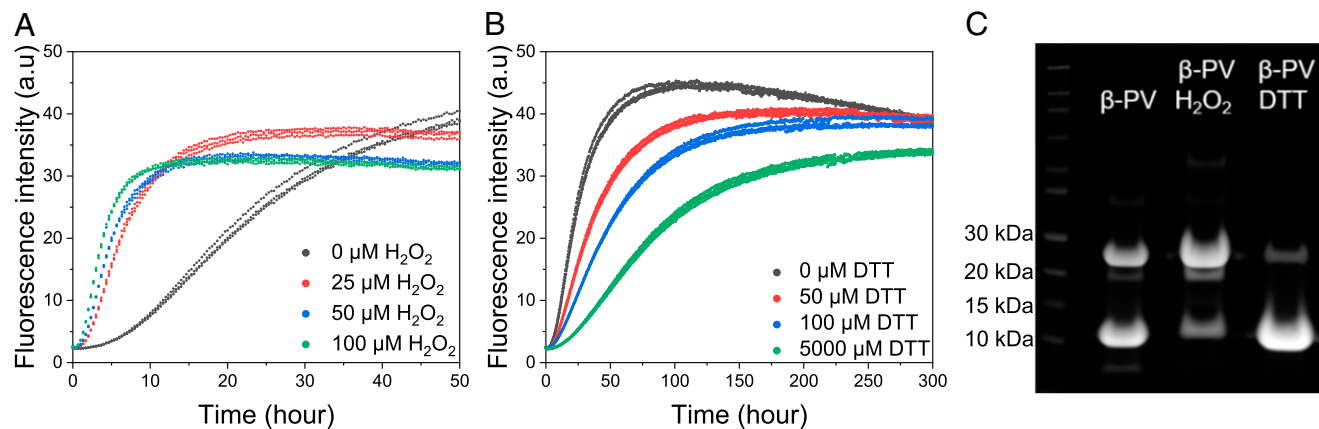 A
Fluorescence intensity (a.u)
50
40
30
20
10
0
0 10 20 30 40 50
Time (hour)
0 µM H₂O₂
25 µM H₂O₂
50 µM H₂O₂
100 µM H₂O₂
B
Fluorescence intensity (a.u)
50
40
30
20
10
0
0 50 100 150 200 250 300
Time (hour)
0 µM DTT
50 µM DTT
100 µM DTT
5000 µM DTT
C
β-PV
β-PV
H₂O₂
β-PV
DTT
30 kDa
20 kDa
15 kDa
10 kDa